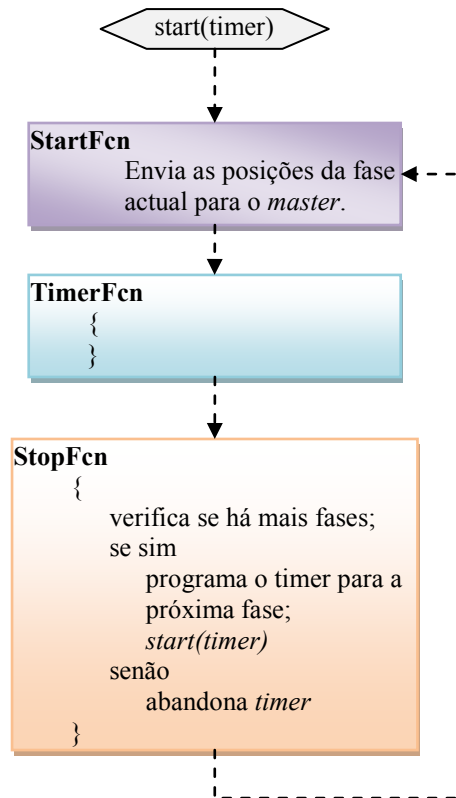 start(timer)
StartFcn
Envia as posições da fase
actual para o master.
TimerFcn
{
}
StopFcn
{
verifica se há mais fases;
se sim
programa o timer para a
próxima fase;
start(timer)
senão
abandona timer
}